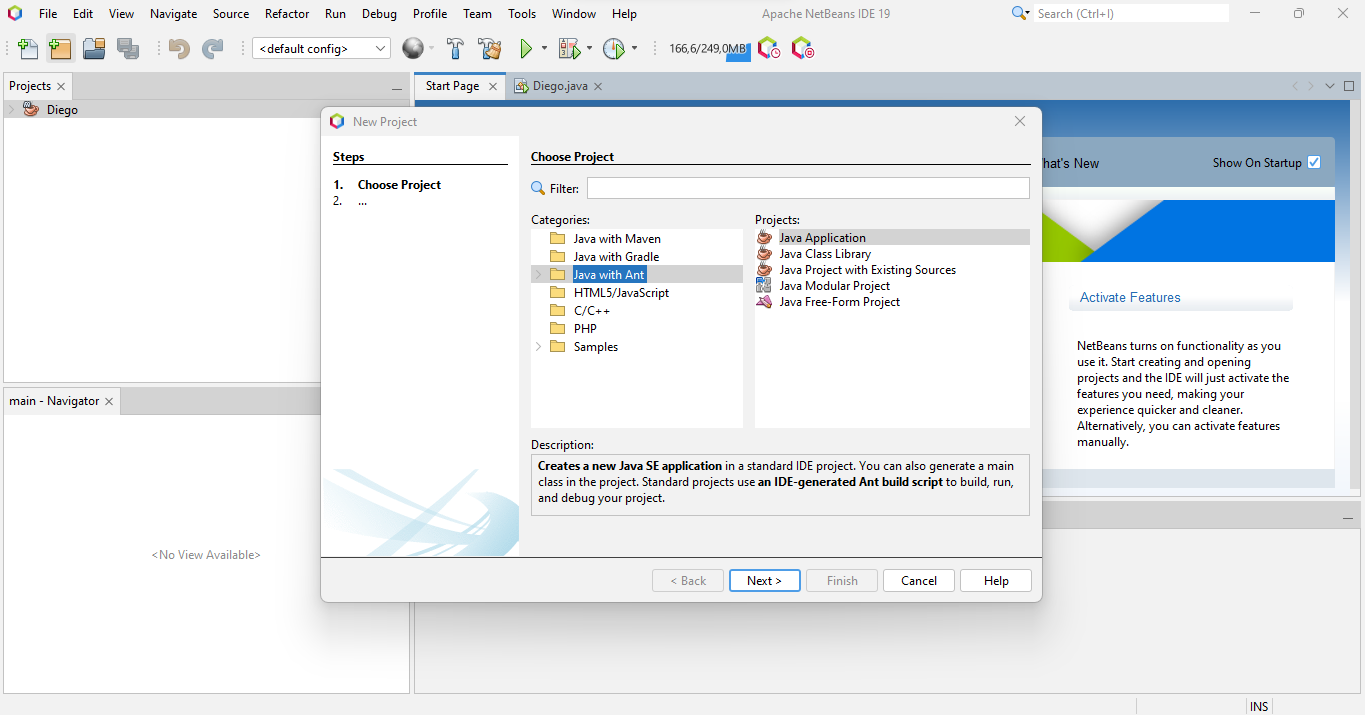 File Edit View Navigate Source Refactor Run Debug Profile Team Tools Window Help
Apache NetBeans IDE 19
Search (Ctrl+I)
<default config>
166,6/249,0MB
Projects
Start Page
Diego.java
Diego
New Project
Steps
1. Choose Project
2. ...
Choose Project
Filter:
Categories:
Java with Maven
Java with Gradle
Java with Ant
HTML5/JavaScript
C/C++
PHP
Samples
Projects:
Java Application
Java Class Library
Java Project with Existing Sources
Java Modular Project
Java Free-Form Project
Description:
Creates a new Java SE application in a standard IDE project. You can also generate a main
class in the project. Standard projects use an IDE-generated Ant build script to build, run,
and debug your project.
< Back
Next >
Finish
Cancel
Help
hat's New
Show On Startup
Activate Features
NetBeans turns on functionality as you
use it. Start creating and opening
projects and the IDE will just activate the
features you need, making your
experience quicker and cleaner.
Alternatively, you can activate features
manually.
main - Navigator
<No View Available>
INS